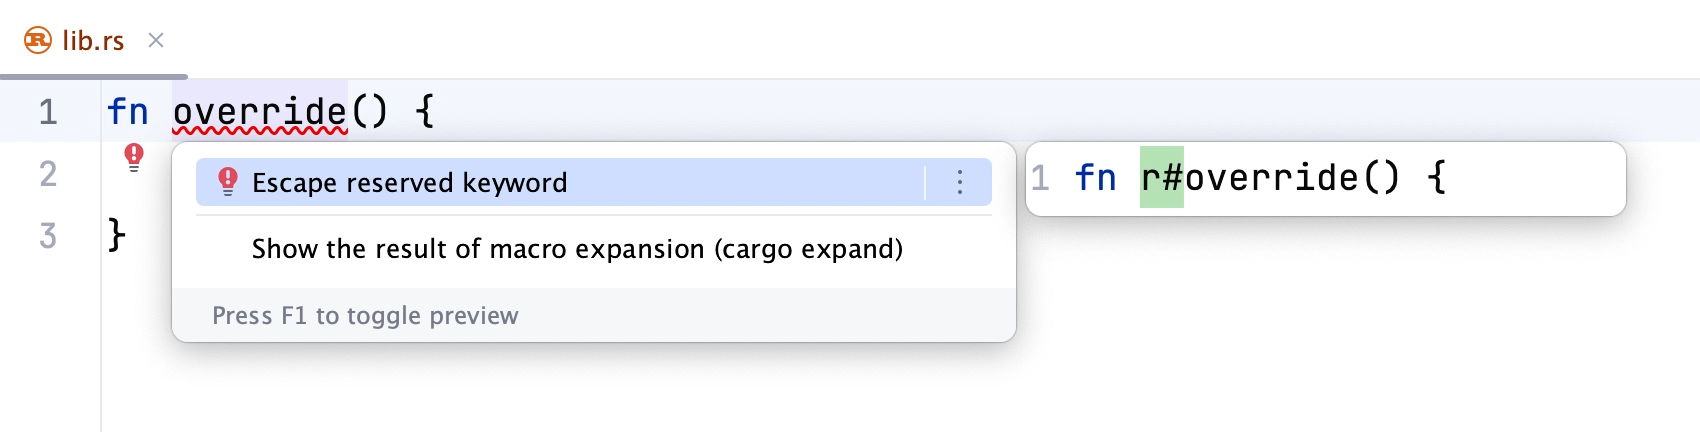 lib.rs
1 fn override() {
2
3 }
Escape reserved keyword
Show the result of macro expansion (cargo expand)
Press F1 to toggle preview
1 fn r#override() {